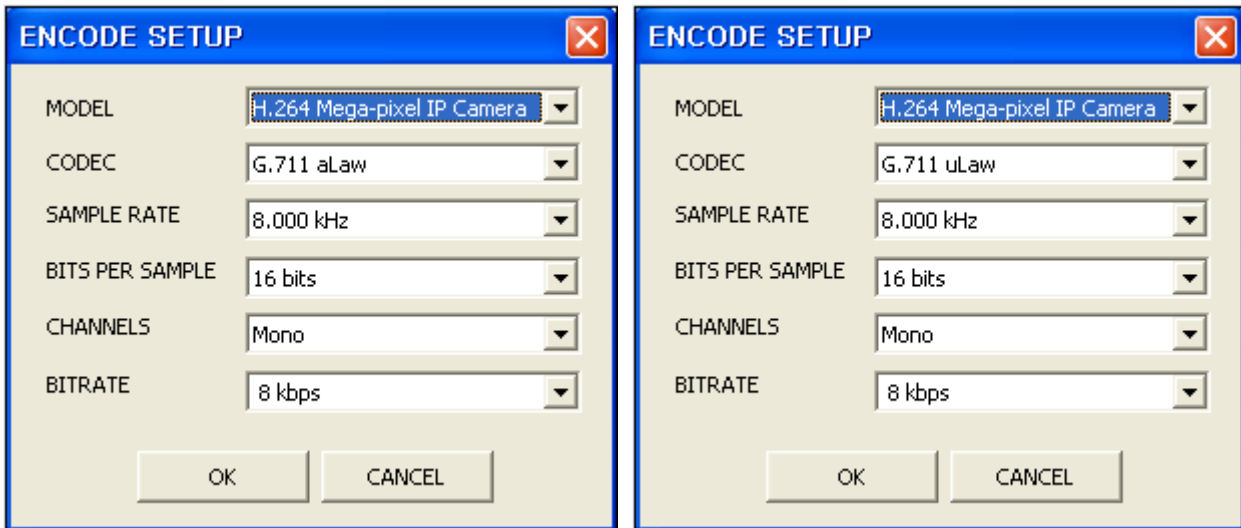 ENCODE SETUP
MODEL H.264 Mega-pixel IP Camera
CODEC G.711 aLaw
SAMPLE RATE 8.000 kHz
BITS PER SAMPLE 16 bits
CHANNELS Mono
BITRATE 8 kbps
OK CANCEL
ENCODE SETUP
MODEL H.264 Mega-pixel IP Camera
CODEC G.711 uLaw
SAMPLE RATE 8.000 kHz
BITS PER SAMPLE 16 bits
CHANNELS Mono
BITRATE 8 kbps
OK CANCEL